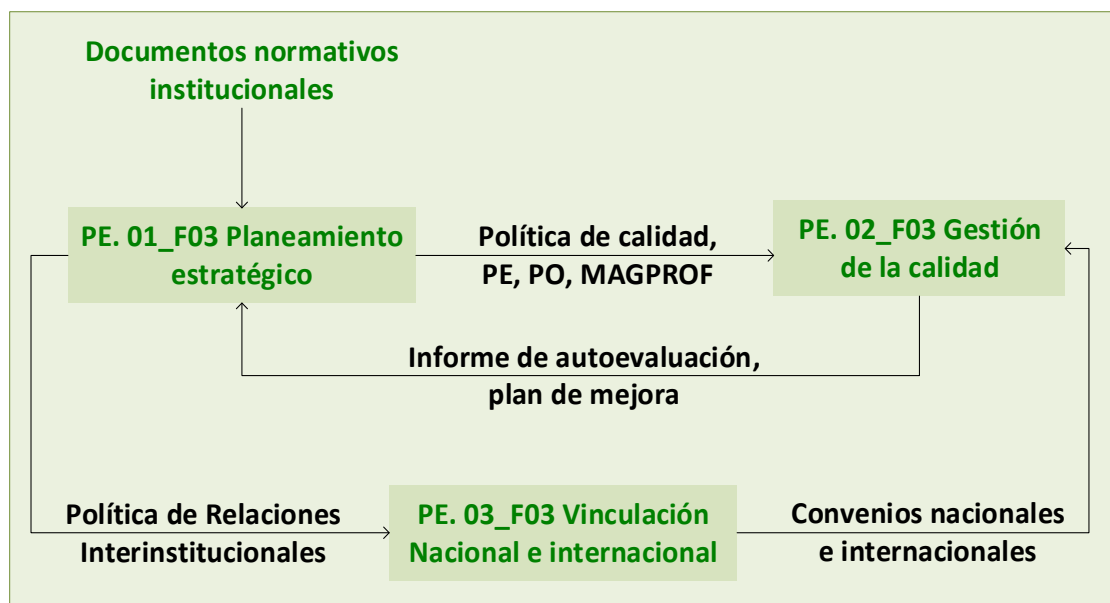 Documentos normativos
institucionales
PE. 01_F03 Planeamiento
estratégico
Política de calidad,
PE, PO, MAGPROF
PE. 02_F03 Gestión
de la calidad
Informe de autoevaluación,
plan de mejora
Política de Relaciones
Interinstitucionales
PE. 03_F03 Vinculación
Nacional e internacional
Convenios nacionales
e internacionales